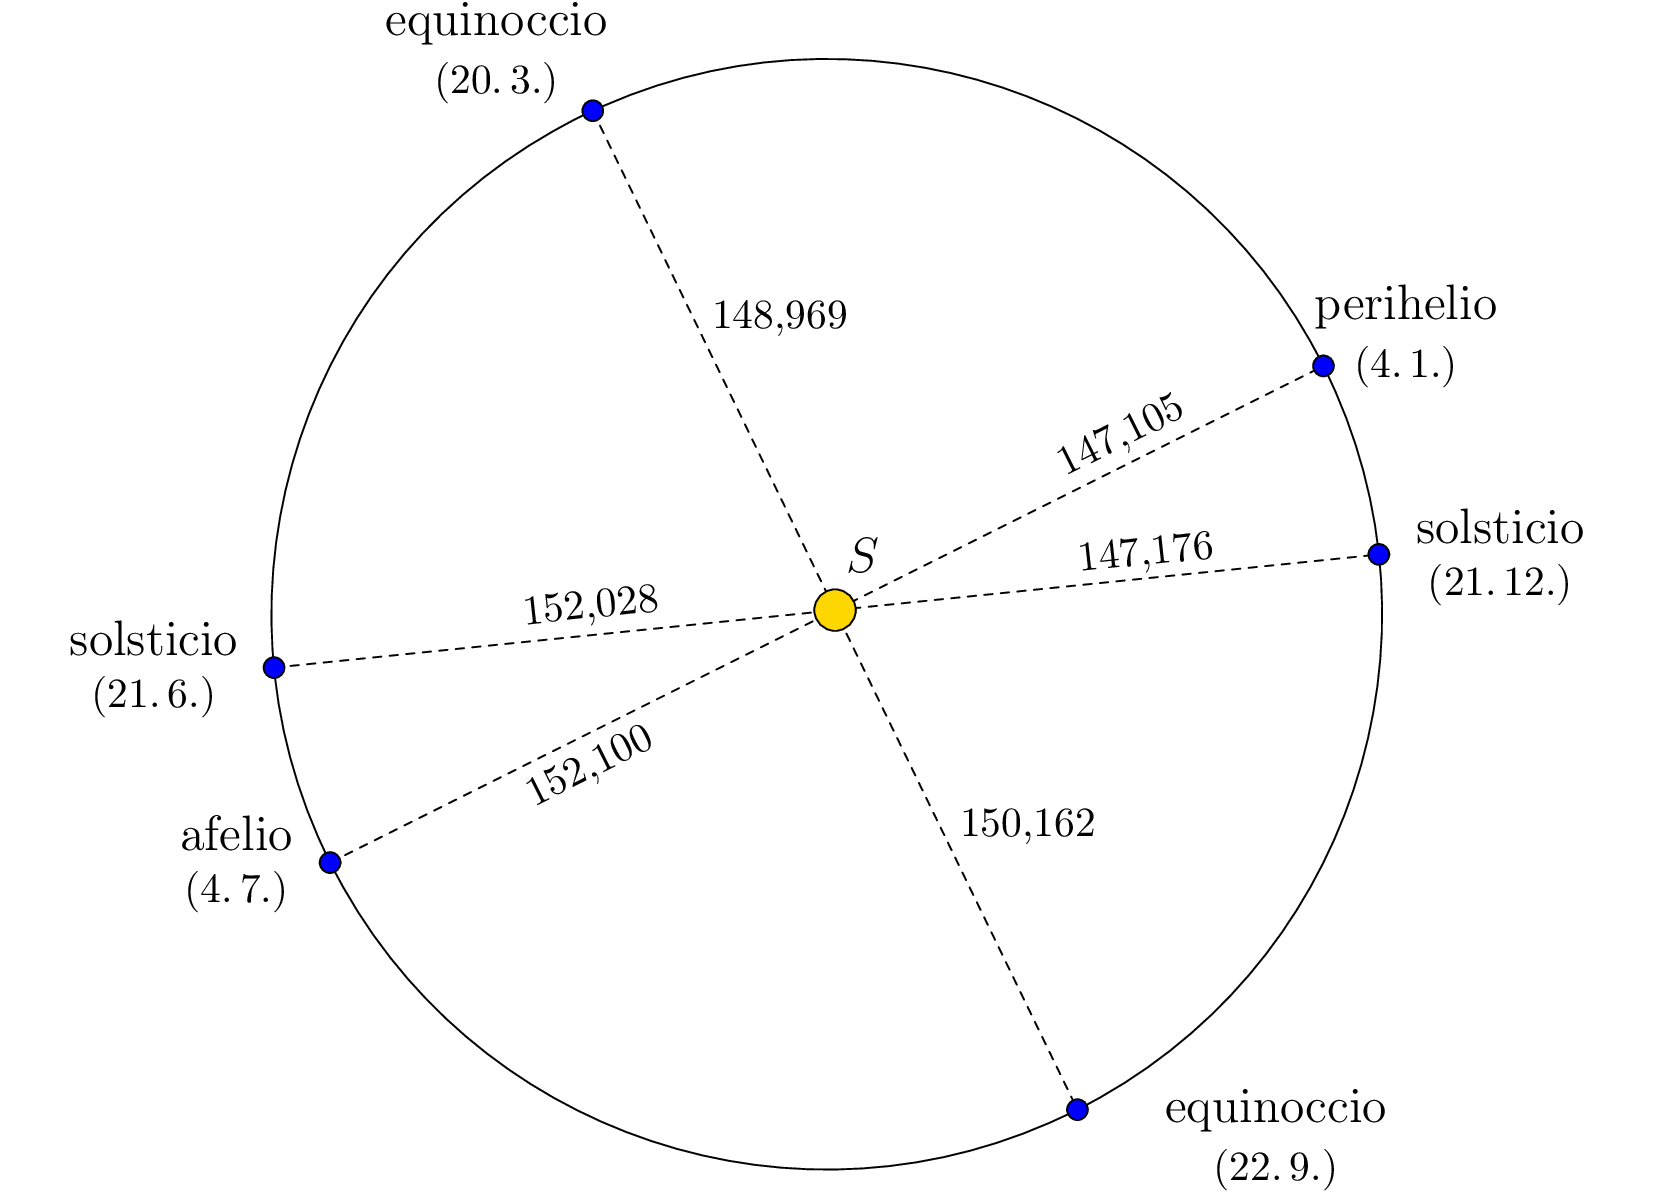 equinoccio
(20. 3.)
perihelio
(4. 1.)
148,969
147,105
S
147,176
solsticio
(21. 12.)
152,028
solsticio
(21. 6.)
152,100
afelio
(4. 7.)
150,162
equinoccio
(22. 9.)